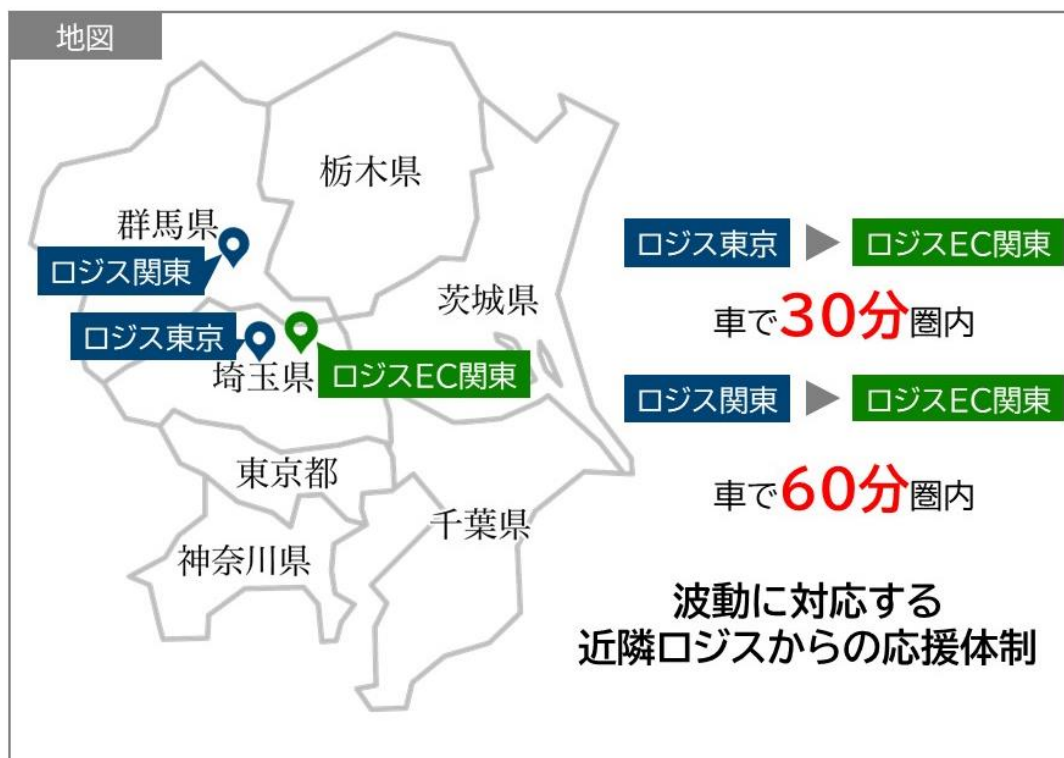 地図
栃木県
群馬県
ロジス関東
茨城県
ロジス東京
埼玉県
ロジスEC関東
東京都
千葉県
神奈川県
ロジス東京 ▶ ロジスEC関東
車で30分圏内
ロジス関東 ▶ ロジスEC関東
車で60分圏内
波動に対応する
近隣ロジスからの応援体制